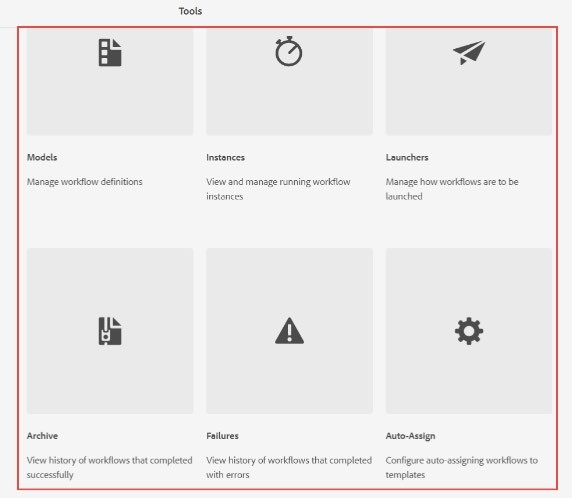 Tools
Models
Manage workflow definitions
Instances
View and manage running workflow
instances
Launchers
Manage how workflows are to be
launched
Archive
View history of workflows that completed
successfully
Failures
View history of workflows that completed
with errors
Auto-Assign
Configure auto-assigning workflows to
templates